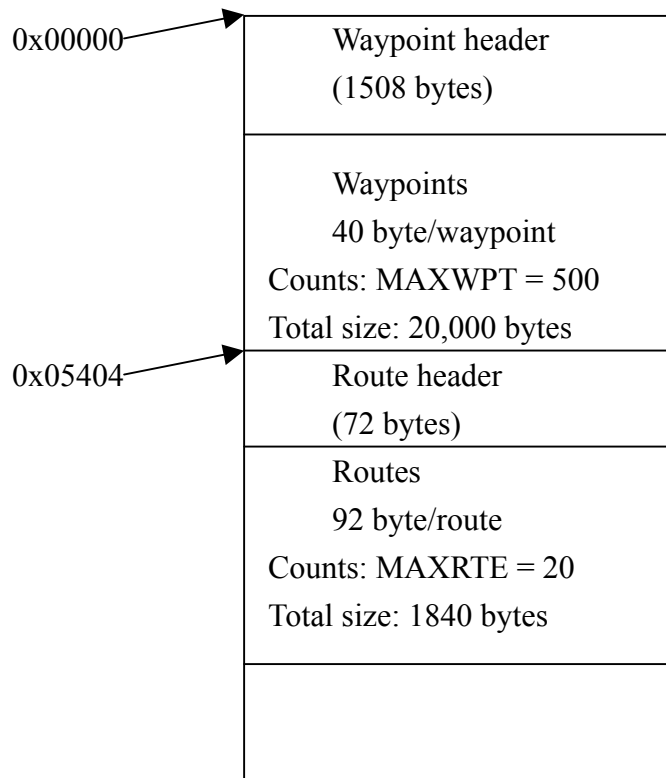 0x00000
Waypoint header
(1508 bytes)
Waypoints
40 byte/waypoint
Counts: MAXWPT = 500
Total size: 20,000 bytes
0x05404
Route header
(72 bytes)
Routes
92 byte/route
Counts: MAXRTE = 20
Total size: 1840 bytes